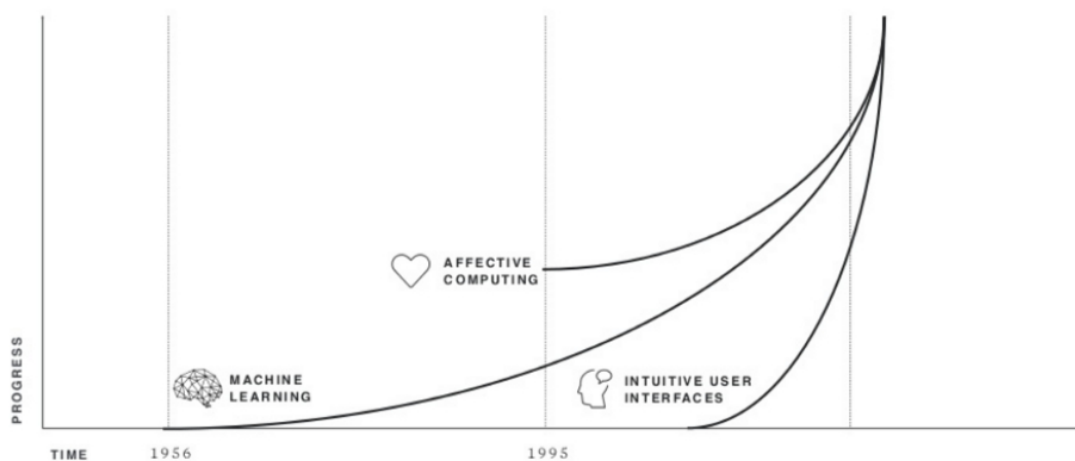 AFFECTIVE
COMPUTING
MACHINE
LEARNING
INTUITIVE USER
INTERFACES
PROGRESS
TIME
1956
1995